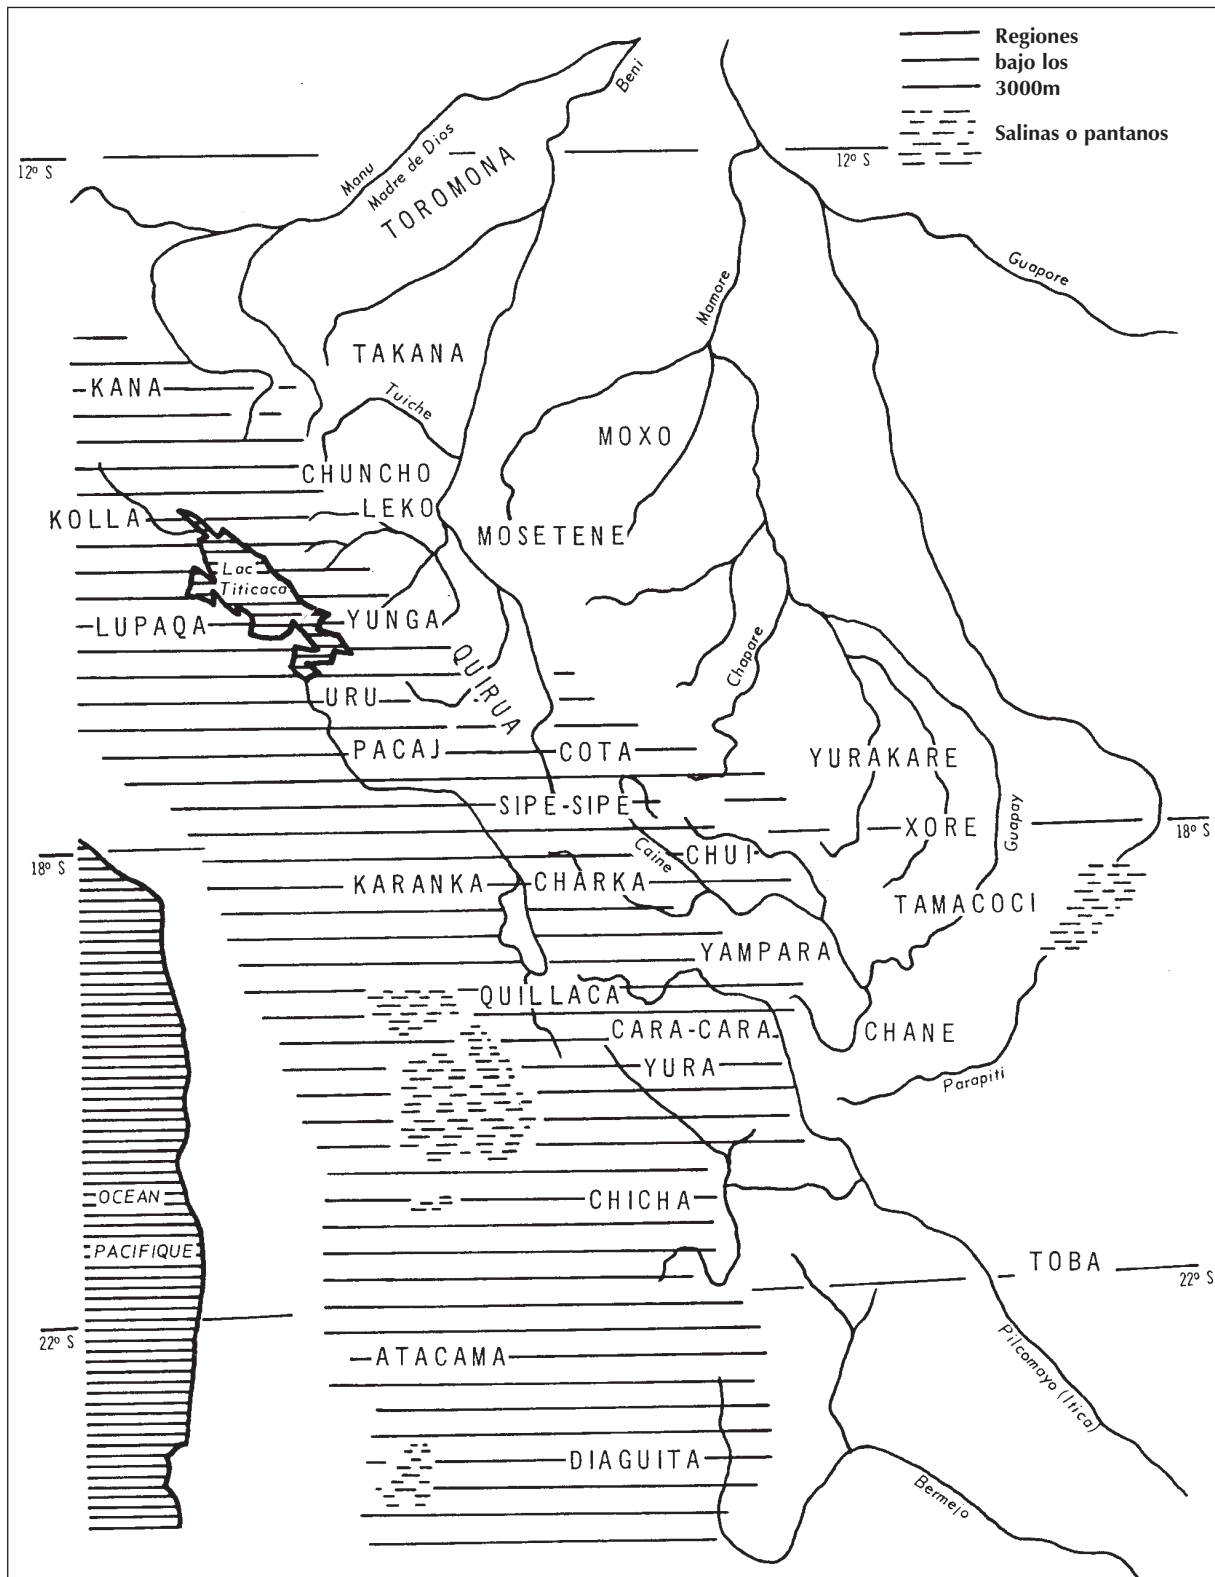 Regiones
bajo los
3000m
Salinas o pantanos
12° S
12° S
Beni
Manu
Madre de Dios
TOROMONA
Guapore
Mamore
TAKANA
KANA
Tuiche
MOXO
CHUNCHO
LEKO
KOLLA
MOSETENE
Lac
Titicaca
LUPAQA
YUNGA
QUIRUA
Chapare
URU
PACAJ
COTA
YURAKARE
SIPE-SIPE
Guapay
XORE
18° S
18° S
Caine
CHUI
KARANKA
CHARKA
TAMACOCI
YAMPARA
QUILLACA
CARA-CARA
CHANE
YURA
Parapiti
OCEAN
PACIFIQUE
CHICHA
TOBA
22° S
22° S
ATACAMA
Pilcomayo (Itica)
DIAGUITA
Bermejo